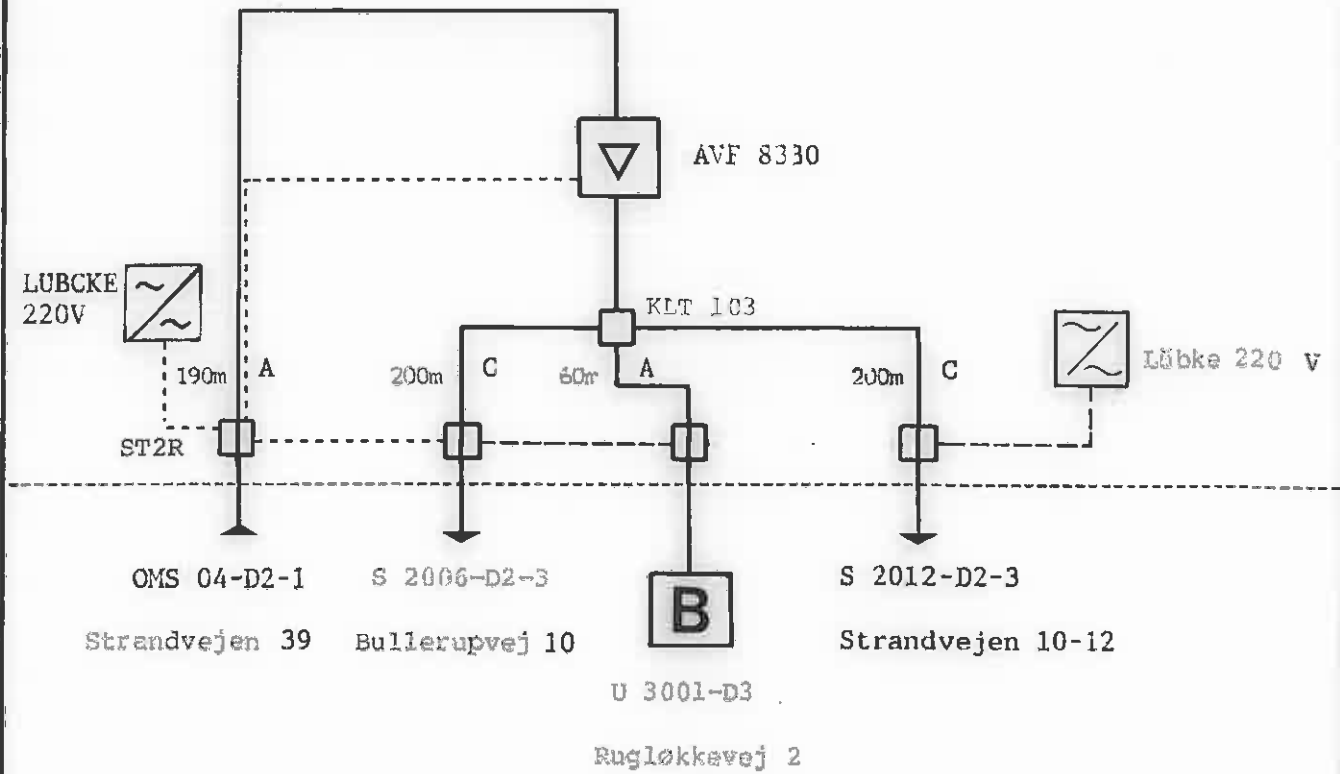 AVF 8330
LÜBCKE
220V
KLT 103
Lübke 220 V
190m A
200m C
60m A
200m C
ST2R
OMS 04-D2-1
S 2006-D2-3
S 2012-D2-3
Strandvejen 39
Bullerupvej 10
B
Strandvejen 10-12
U 3001-D3
Rugløkkevej 2